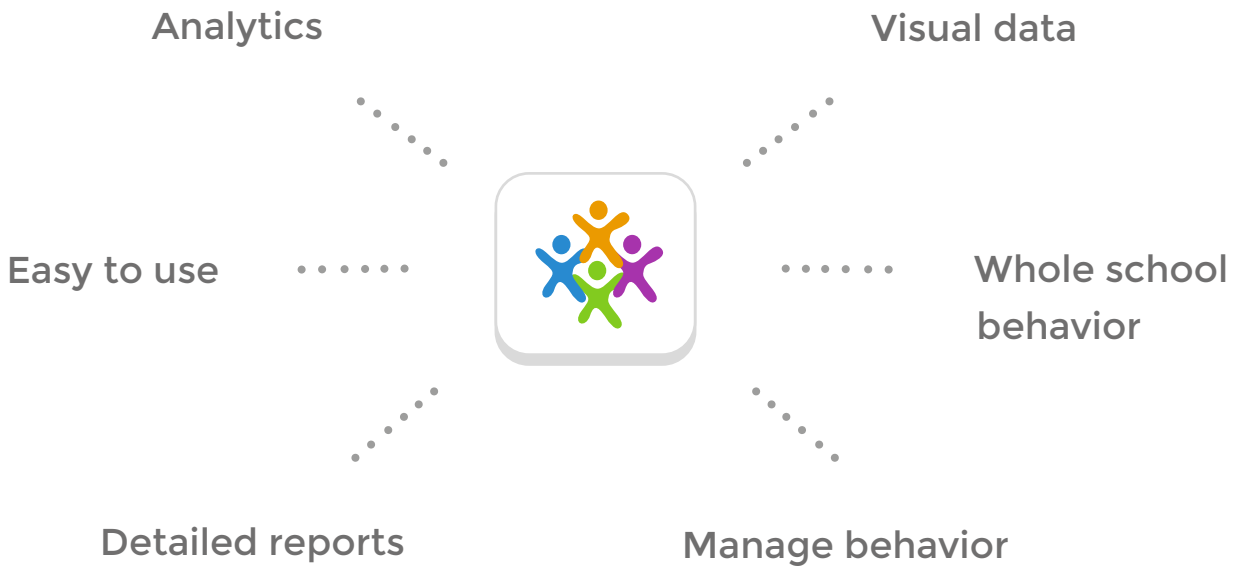 Analytics
Visual data
Easy to use
Whole school
behavior
Detailed reports
Manage behavior